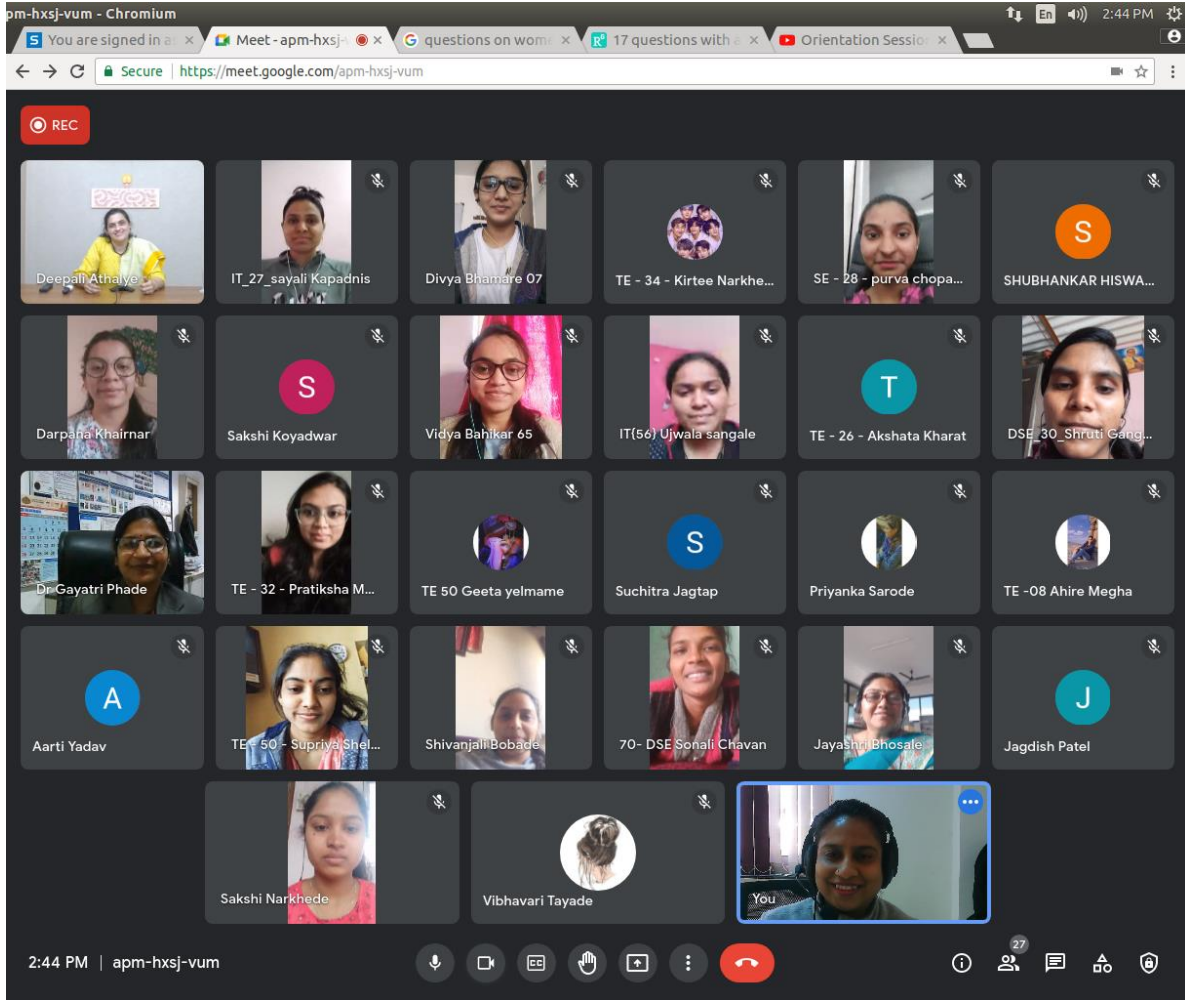 pm-hxsj-vum - Chromium
En 2:44 PM
You are signed in a
Meet - apm-hxsj-
questions on wom
17 questions with
Orientation Session
Secure https://meet.google.com/apm-hxsj-vum
REC
Deepali Athalye
IT_27_sayali Kapadnis
Divya Bhamare 07
TE - 34 - Kirtee Narkhe...
SE - 28 - purva chopa...
S
SHUBHANKAR HISWA...
Darpana Khairnar
S
Sakshi Koyadwar
Vidya Bahikar 65
IT(56) Ujwala sangale
T
TE - 26 - Akshata Kharat
DSE_30_Shruti Gang...
Dr Gayatri Phade
TE - 32 - Pratiksha M...
TE 50 Geeta yelmame
S
Suchitra Jagtap
Priyanka Sarode
TE -08 Ahire Megha
A
Aarti Yadav
TE - 50 - Supriya Shel...
Shivanjali Bobade
70- DSE Sonali Chavan
Jayashri Bhosale
J
Jagdish Patel
Sakshi Narkhede
Vibhavari Tayade
You
2:44 PM | apm-hxsj-vum
CC
27